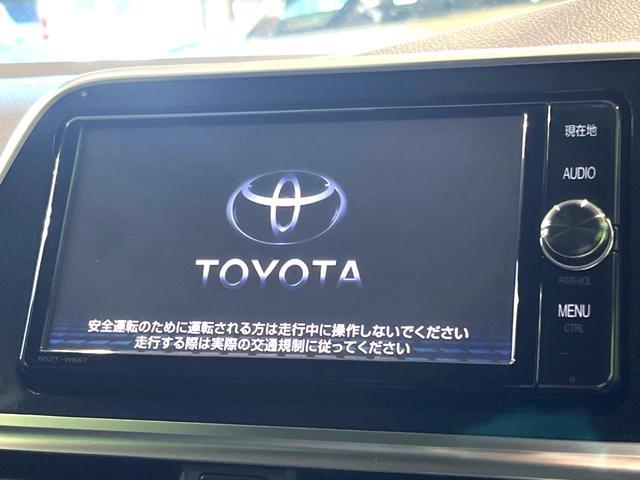 現在地
AUDIO
TOYOTA
PWR・VOL
MENU
CTRL
安全運転のために運転される方は走行中に操作しないでください
走行する際は実際の交通規制に従ってください
NSZT-W66T